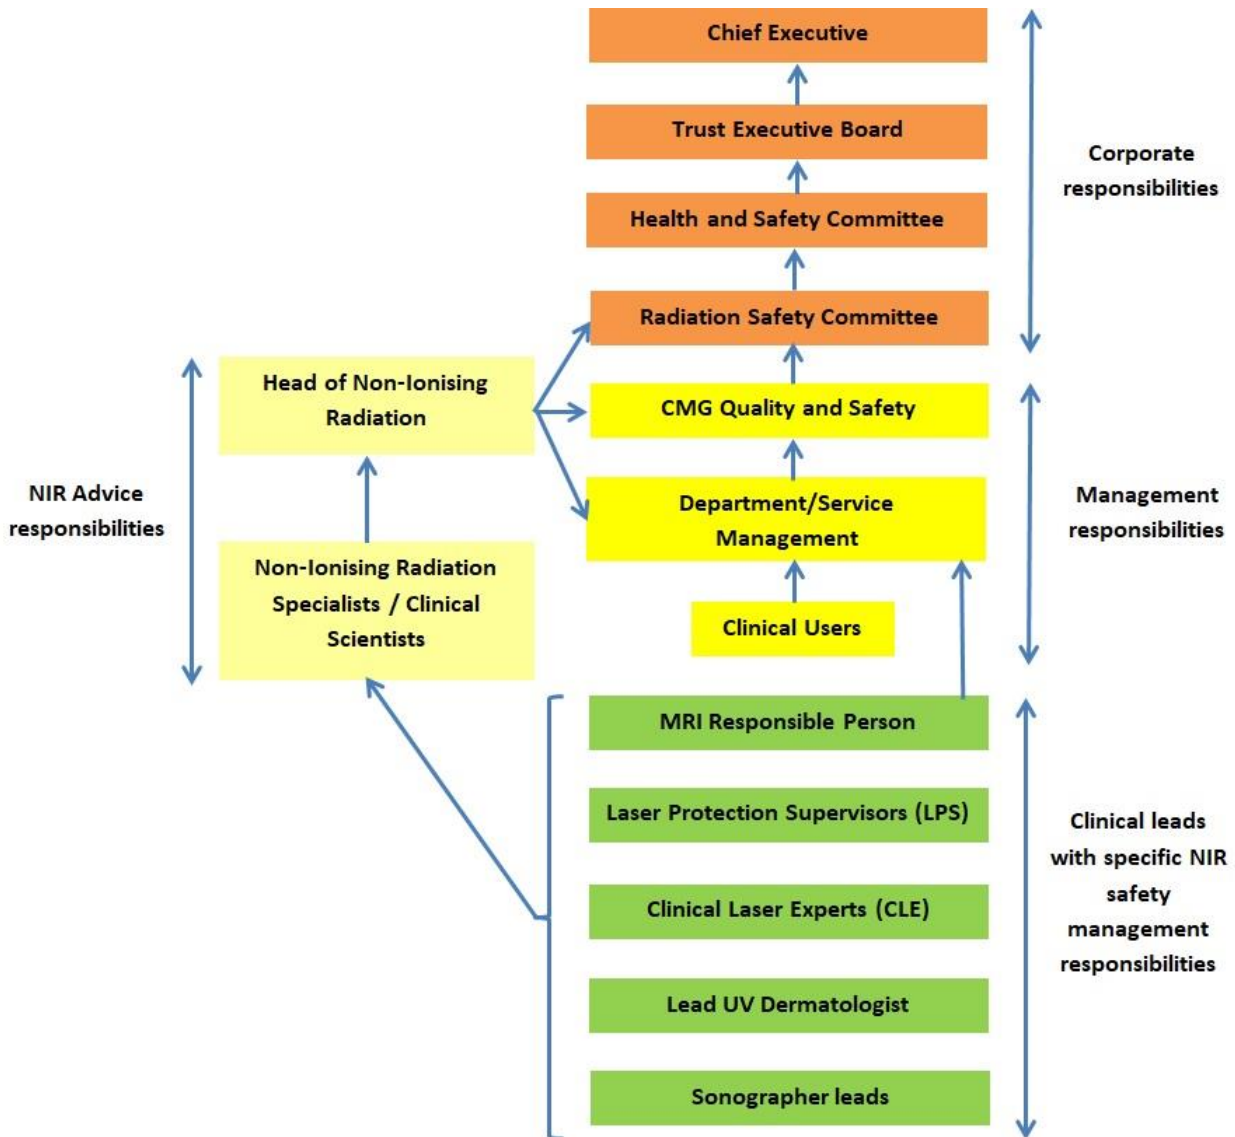 Chief Executive
Trust Executive Board
Health and Safety Committee
Radiation Safety Committee
Corporate
responsibilities
Head of Non-Ionising
Radiation
CMG Quality and Safety
Department/Service
Management
Clinical Users
Management
responsibilities
NIR Advice
responsibilities
Non-Ionising Radiation
Specialists / Clinical
Scientists
MRI Responsible Person
Laser Protection Supervisors (LPS)
Clinical Laser Experts (CLE)
Lead UV Dermatologist
Sonographer leads
Clinical leads
with specific NIR
safety
management
responsibilities